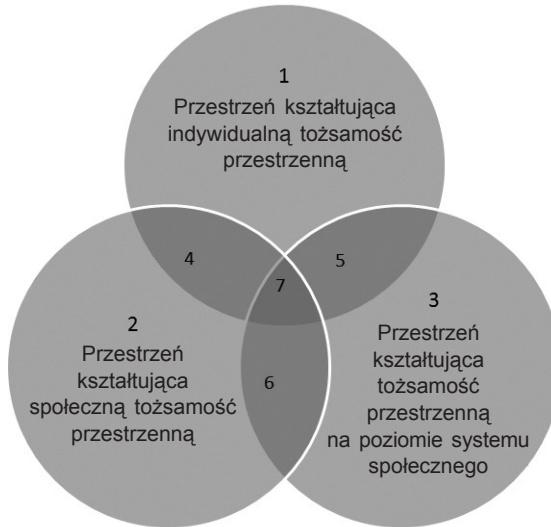 1
Przestrzeń kształtująca
indywidualną tożsamość
przestrzenną
4
5
7
2
Przestrzeń
kształtująca
społeczną tożsamość
przestrzenną
6
3
Przestrzeń
kształtująca
tożsamość
przestrzenną
na poziomie systemu
społecznego